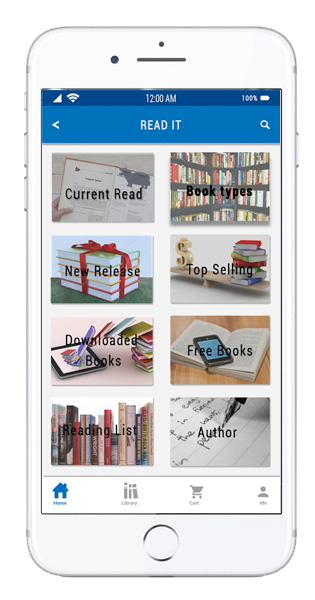 12:00 AM
100%
<
READ IT
Current Read
Book types
New Release
Top Selling
Downloaded
Books
Free Books
Reading List
Author
Home
Library
Cart
Me